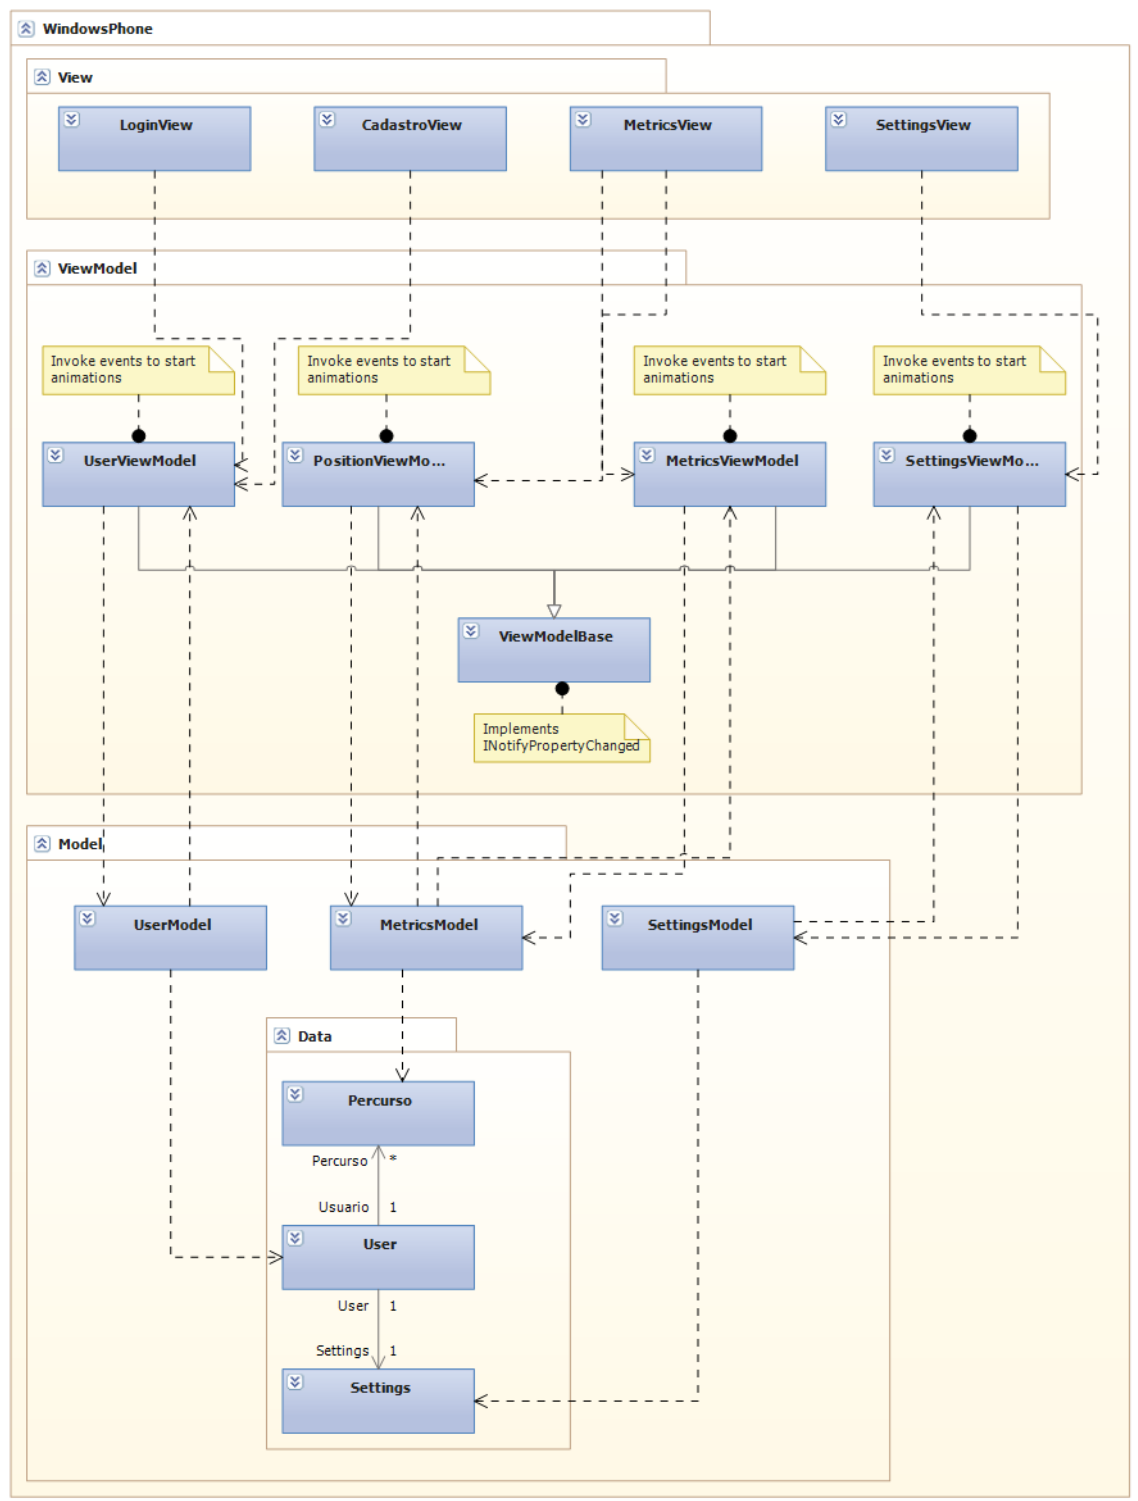 WindowsPhone
View
LoginView
CadastroView
MetricsView
SettingsView
ViewModel
Invoke events to start
animations
Invoke events to start
animations
Invoke events to start
animations
Invoke events to start
animations
UserViewModel
PositionViewMo...
MetricsViewModel
SettingsViewMo...
ViewModelBase
Implements
INotifyPropertyChanged
Model
UserModel
MetricsModel
SettingsModel
Data
Percurso
Percurso *
Usuario 1
User
User 1
Settings 1
Settings